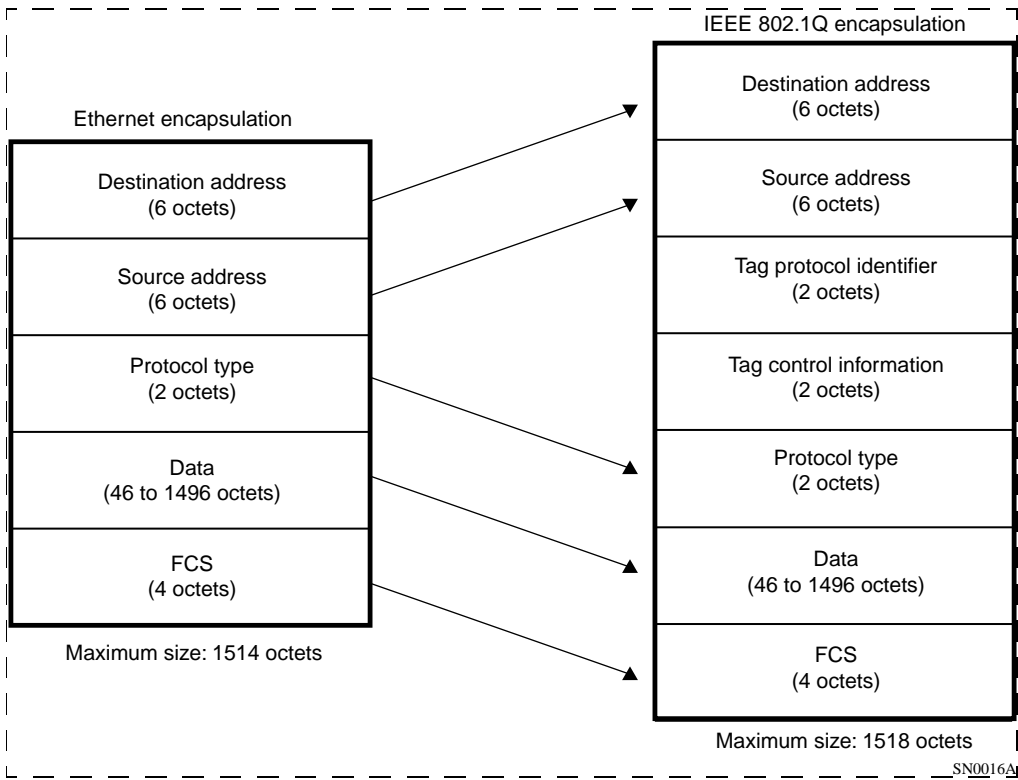 Ethernet encapsulation
Destination address
(6 octets)
Source address
(6 octets)
Protocol type
(2 octets)
Data
(46 to 1496 octets)
FCS
(4 octets)
Maximum size: 1514 octets
IEEE 802.1Q encapsulation
Destination address
(6 octets)
Source address
(6 octets)
Tag protocol identifier
(2 octets)
Tag control information
(2 octets)
Protocol type
(2 octets)
Data
(46 to 1496 octets)
FCS
(4 octets)
Maximum size: 1518 octets
SN0016A